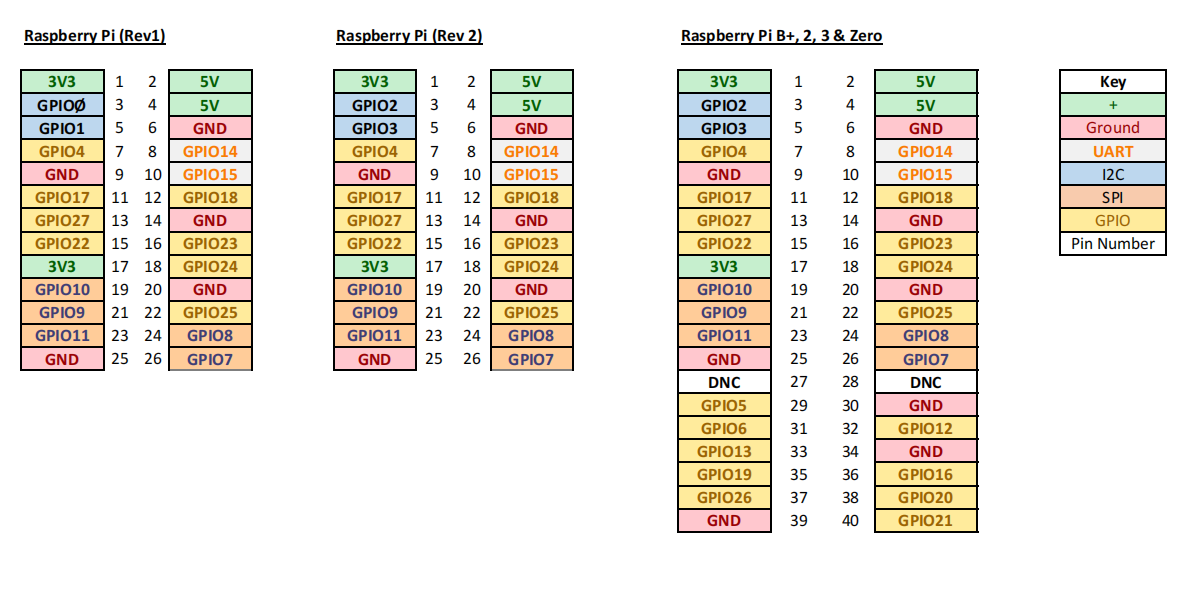 Raspberry Pi (Rev1) Raspberry Pi (Rev 2) Raspberry Pi B+, 2, 3 & Zero
3V3 1 2 5V 3V3 1 2 5V 3V3 1 2 5V Key
GPIOØ 3 4 5V GPIO2 3 4 5V GPIO2 3 4 5V +
GPIO1 5 6 GND GPIO3 5 6 GND GPIO3 5 6 GND Ground
GPIO4 7 8 GPIO14 GPIO4 7 8 GPIO14 GPIO4 7 8 GPIO14 UART
GND 9 10 GPIO15 GND 9 10 GPIO15 GND 9 10 GPIO15 I2C
GPIO17 11 12 GPIO18 GPIO17 11 12 GPIO18 GPIO17 11 12 GPIO18 SPI
GPIO27 13 14 GND GPIO27 13 14 GND GPIO27 13 14 GND GPIO
GPIO22 15 16 GPIO23 GPIO22 15 16 GPIO23 GPIO22 15 16 GPIO23 Pin Number
3V3 17 18 GPIO24 3V3 17 18 GPIO24 3V3 17 18 GPIO24
GPIO10 19 20 GND GPIO10 19 20 GND GPIO10 19 20 GND
GPIO9 21 22 GPIO25 GPIO9 21 22 GPIO25 GPIO9 21 22 GPIO25
GPIO11 23 24 GPIO8 GPIO11 23 24 GPIO8 GPIO11 23 24 GPIO8
GND 25 26 GPIO7 GND 25 26 GPIO7 GND 25 26 GPIO7
DNC 27 28 DNC
GPIO5 29 30 GND
GPIO6 31 32 GPIO12
GPIO13 33 34 GND
GPIO19 35 36 GPIO16
GPIO26 37 38 GPIO20
GND 39 40 GPIO21